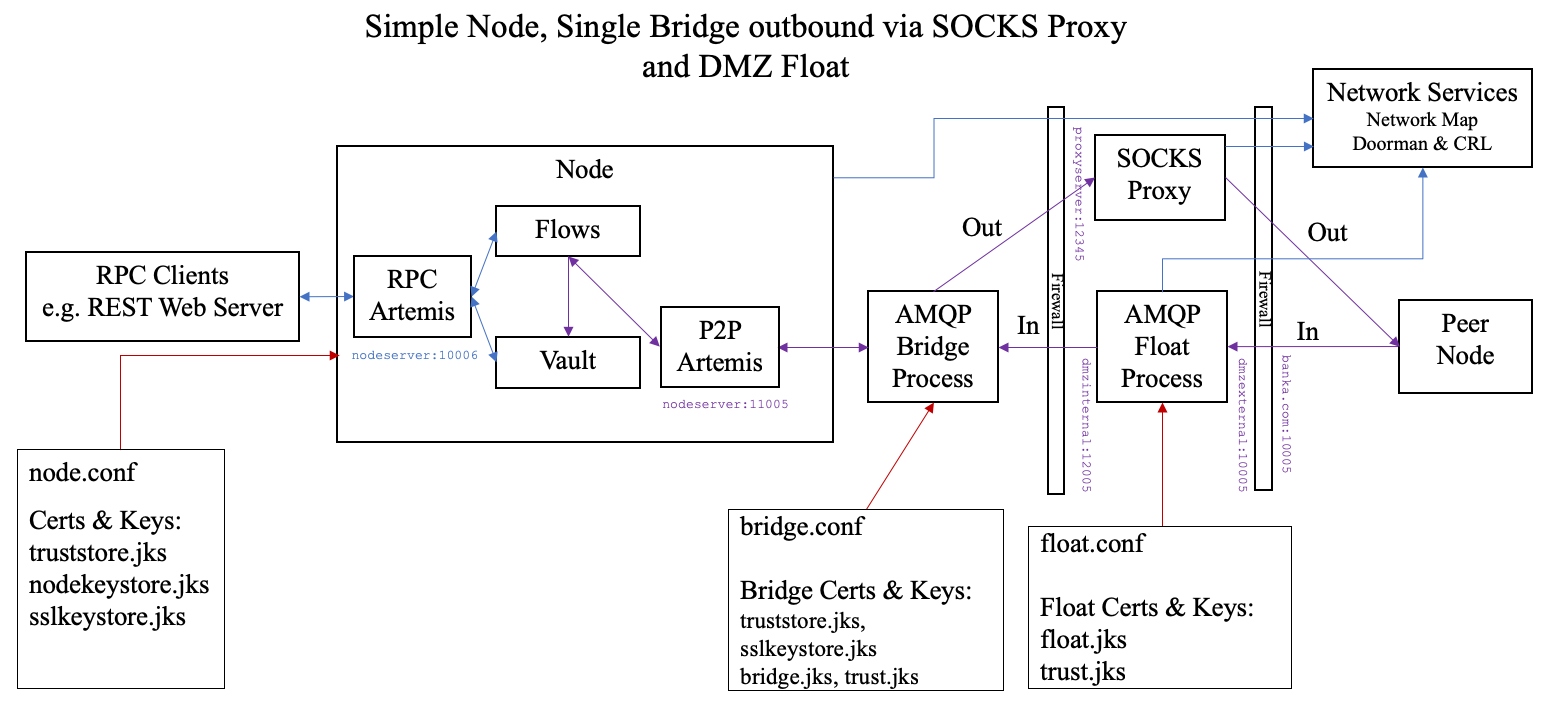 Simple Node, Single Bridge outbound via SOCKS Proxy
and DMZ Float
Network Services
Network Map
Doorman & CRL
SOCKS
Proxy
proxyserver:12345
Node
Flows
Out
Out
RPC Clients
e.g. REST Web Server
RPC
Artemis
nodeserver:10006
Vault
P2P
Artemis
nodeserver:11005
AMQP
Bridge
Process
In
Firewall
dmzinternal:12005
AMQP
Float
Process
Firewall
In
dmzexternal:10005
banka.com:10005
Peer
Node
node.conf
Certs & Keys:
truststore.jks
nodekeystore.jks
sslkeystore.jks
bridge.conf
Bridge Certs & Keys:
truststore.jks,
sslkeystore.jks
bridge.jks, trust.jks
float.conf
Float Certs & Keys:
float.jks
trust.jks